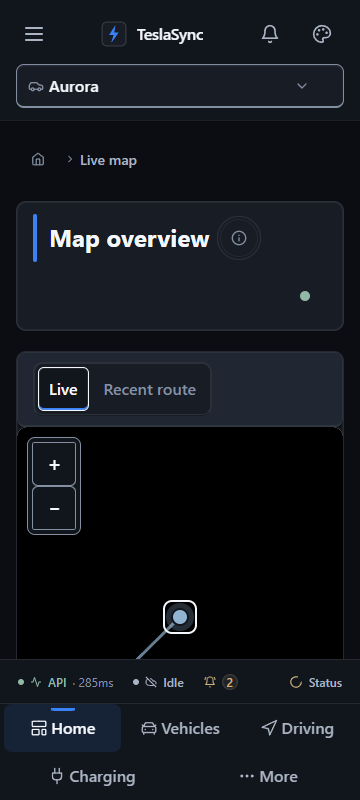 TeslaSync
Aurora
Live map
Map overview
Live Recent route
+
−
API · 285ms Idle 2 Status
Home Vehicles Driving
Charging More